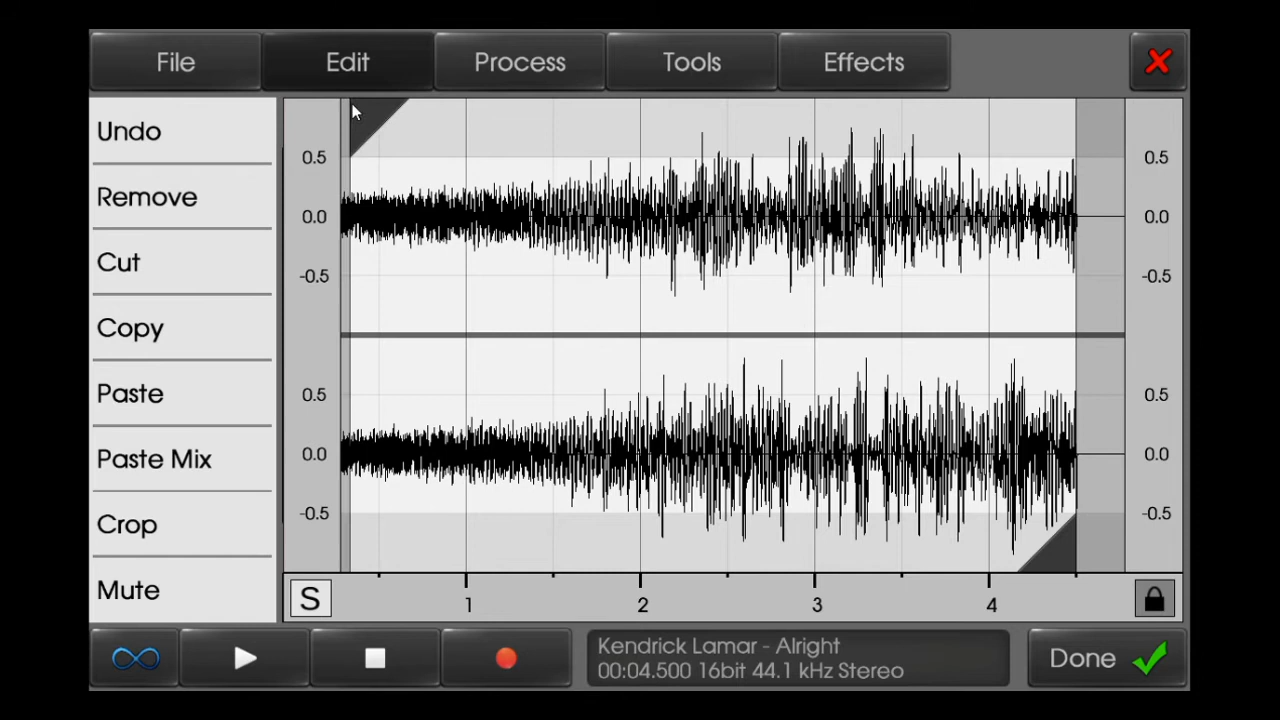 File Edit Process Tools Effects
Undo
Remove
Cut
Copy
Paste
Paste Mix
Crop
Mute
0.5 0.5
0.0 0.0
-0.5 -0.5
0.5 0.5
0.0 0.0
-0.5 -0.5
S 1 2 3 4
Kendrick Lamar - Alright
00:04.500 16bit 44.1 kHz Stereo
Done